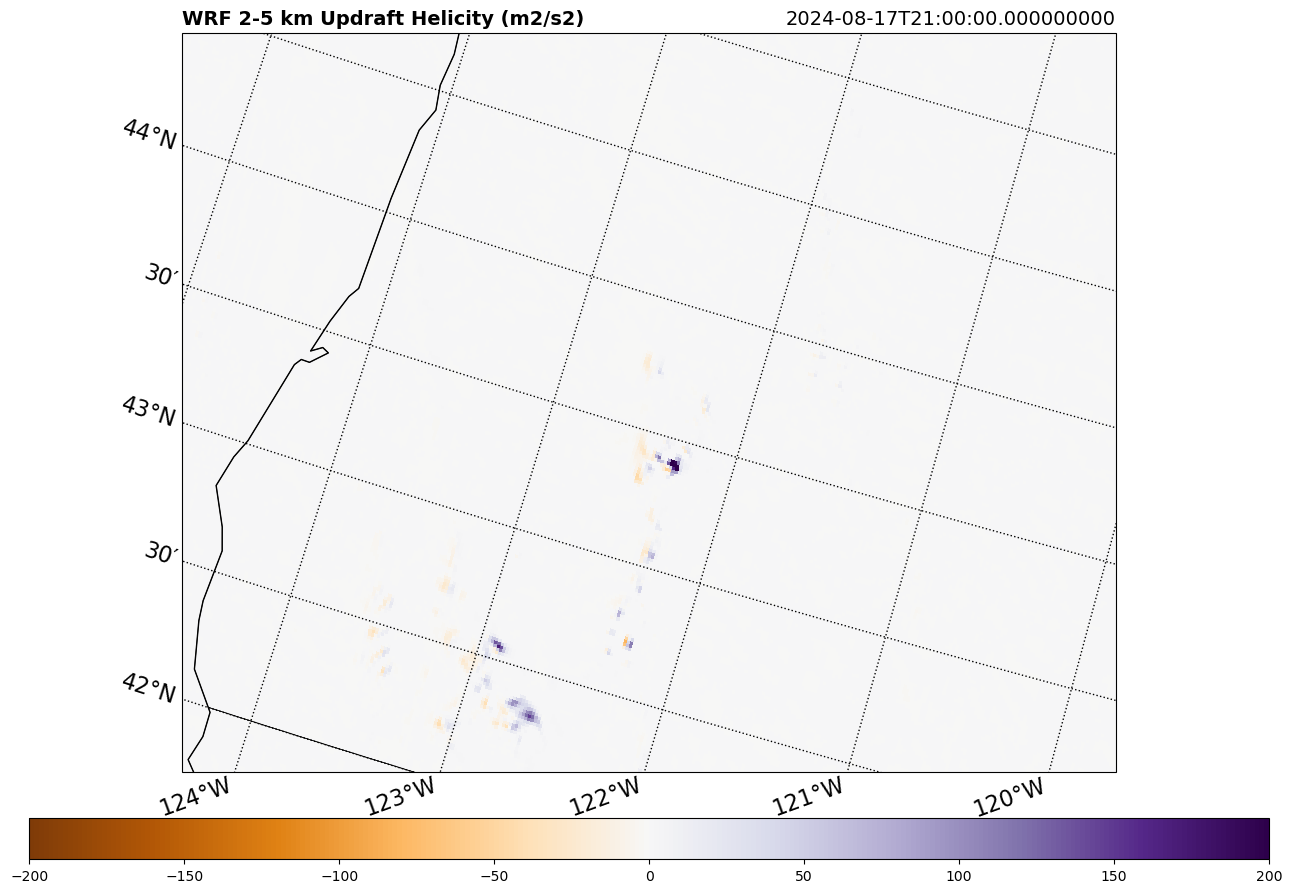 WRF 2-5 km Updraft Helicity (m2/s2)
2024-08-17T21:00:00.000000000
44°N
30′
43°N
30′
42°N
124°W
123°W
122°W
121°W
120°W
−200
−150
−100
−50
0
50
100
150
200